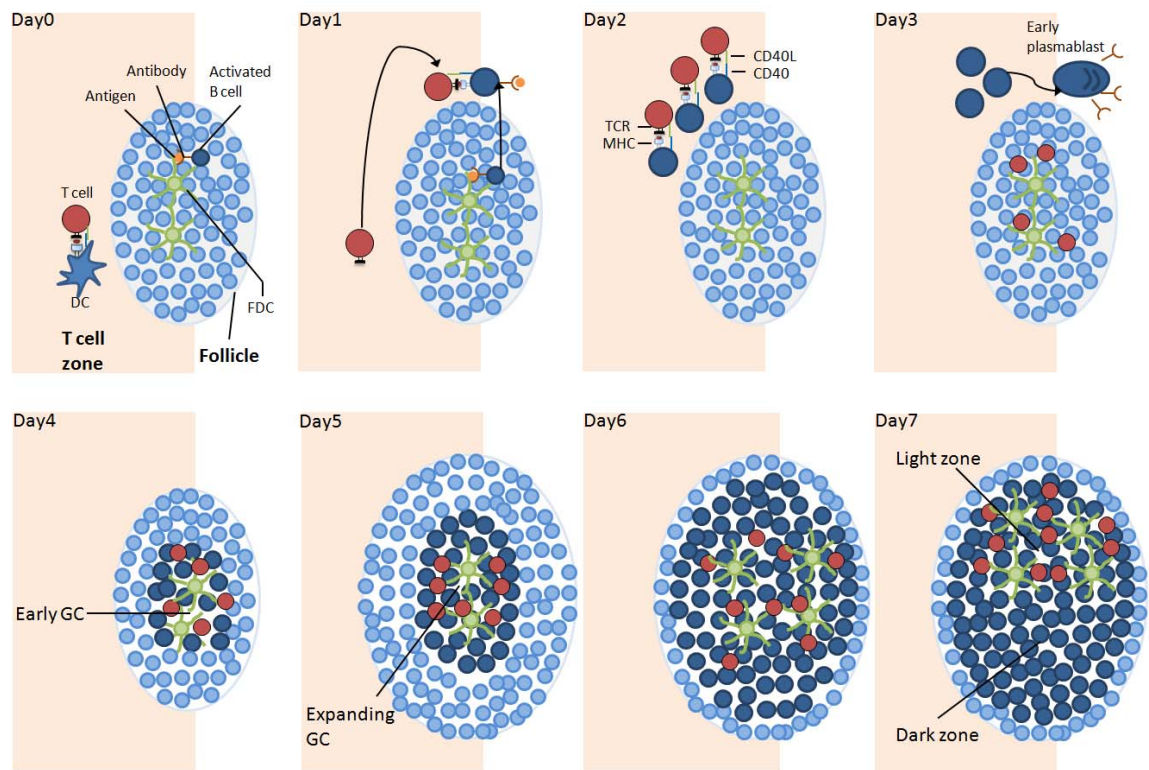 Day0
Antibody
Activated
B cell
Antigen
T cell
DC
FDC
T cell
zone
Follicle
Day1
Day2
CD40L
CD40
TCR
MHC
Day3
Early
plasmablast
Day4
Early GC
Day5
Expanding
GC
Day6
Day7
Light zone
Dark zone